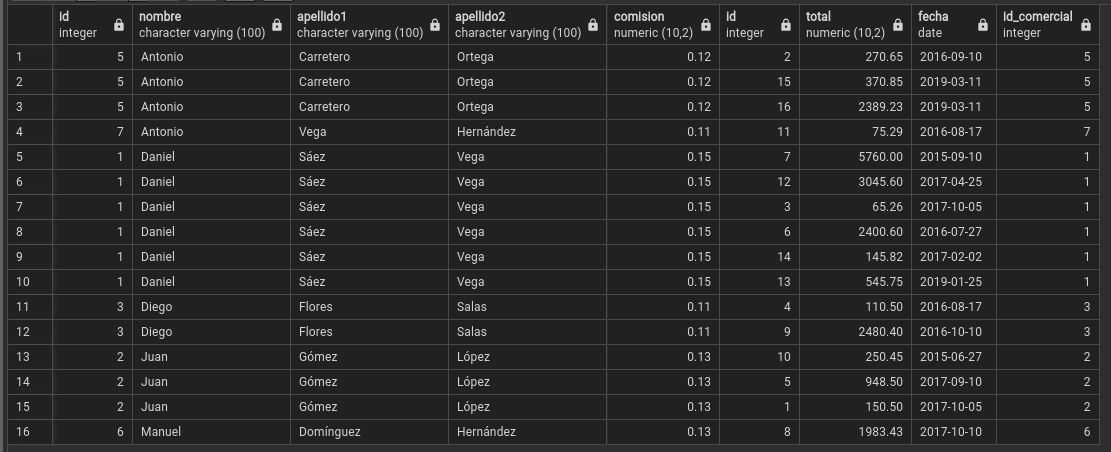 id nombre apellido1 apellido2 comision id total fecha id_comercial
integer character varying (100) character varying (100) character varying (100) numeric (10,2) integer numeric (10,2) date integer
1 5 Antonio Carretero Ortega 0.12 2 270.65 2016-09-10 5
2 5 Antonio Carretero Ortega 0.12 15 370.85 2019-03-11 5
3 5 Antonio Carretero Ortega 0.12 16 2389.23 2019-03-11 5
4 7 Antonio Vega Hernández 0.11 11 75.29 2016-08-17 7
5 1 Daniel Sáez Vega 0.15 7 5760.00 2015-09-10 1
6 1 Daniel Sáez Vega 0.15 12 3045.60 2017-04-25 1
7 1 Daniel Sáez Vega 0.15 3 65.26 2017-10-05 1
8 1 Daniel Sáez Vega 0.15 6 2400.60 2016-07-27 1
9 1 Daniel Sáez Vega 0.15 14 145.82 2017-02-02 1
10 1 Daniel Sáez Vega 0.15 13 545.75 2019-01-25 1
11 3 Diego Flores Salas 0.11 4 110.50 2016-08-17 3
12 3 Diego Flores Salas 0.11 9 2480.40 2016-10-10 3
13 2 Juan Gómez López 0.13 10 250.45 2015-06-27 2
14 2 Juan Gómez López 0.13 5 948.50 2017-09-10 2
15 2 Juan Gómez López 0.13 1 150.50 2017-10-05 2
16 6 Manuel Domínguez Hernández 0.13 8 1983.43 2017-10-10 6